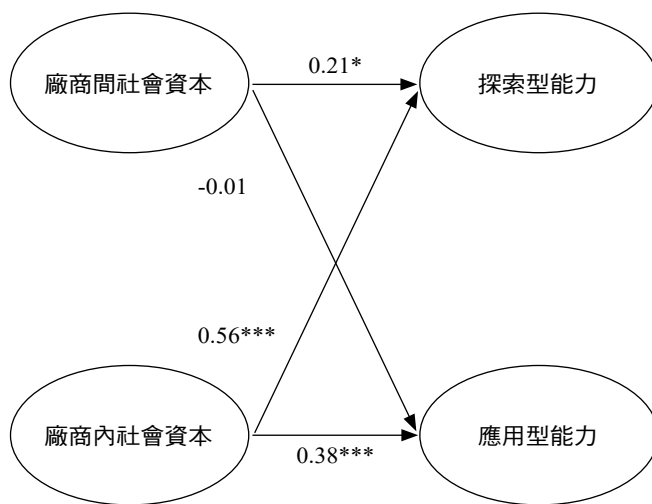 廠商間社會資本
0.21*
探索型能力
-0.01
0.56***
廠商內社會資本
0.38***
應用型能力